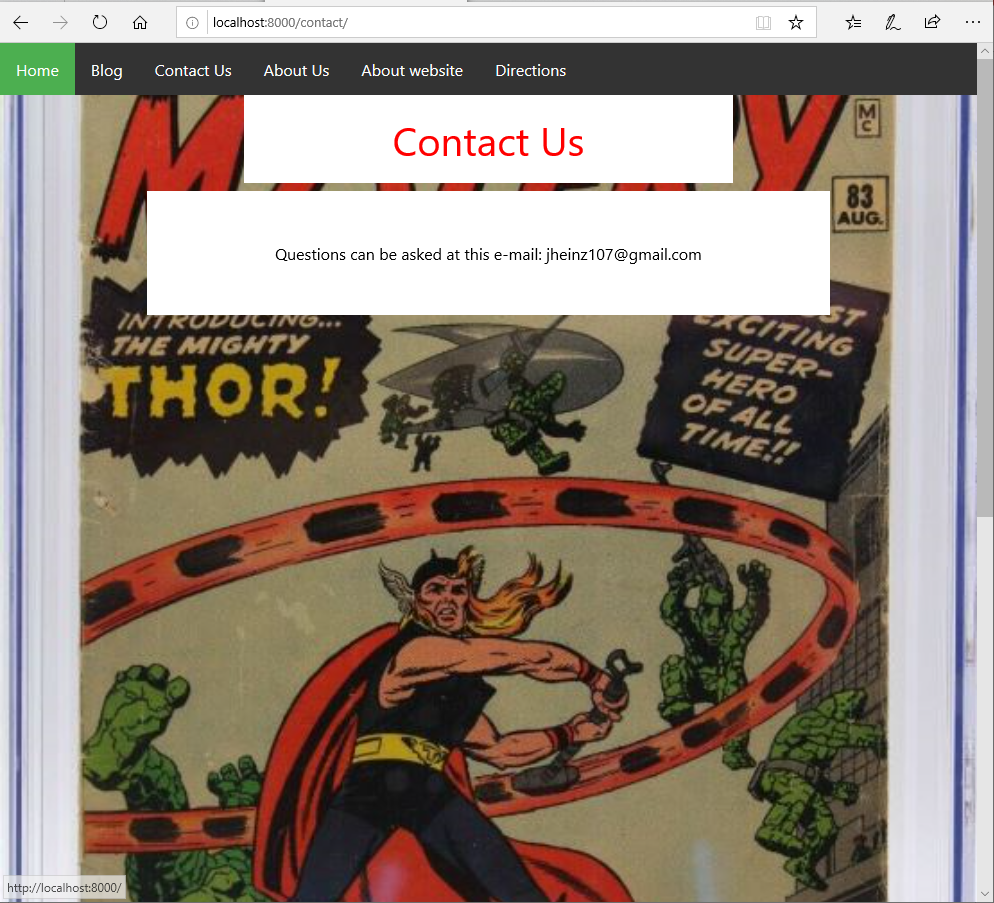 localhost:8000/contact/
Home Blog Contact Us About Us About website Directions
MC
Contact Us
83
AUG.
Questions can be asked at this e-mail: jheinz107@gmail.com
INTRODUCING...
THE MIGHTY
THOR!
EXCITING
SUPER-
HERO
OF ALL
TIME!!
http://localhost:8000/